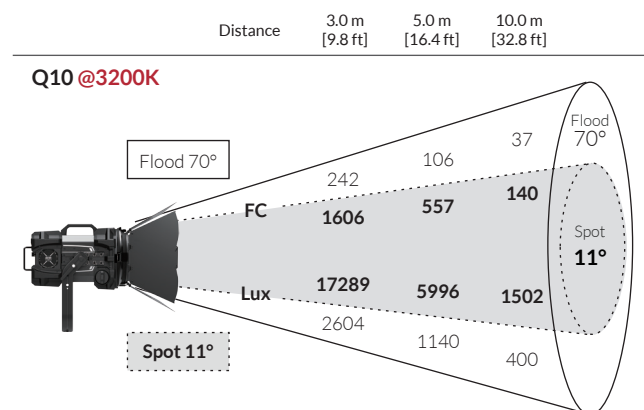 Distance 3.0 m 5.0 m 10.0 m
[9.8 ft] [16.4 ft] [32.8 ft]
Q10 @3200K
Flood 70°
Flood
70°
37
106
242
FC 1606 557 140
Spot
11°
Lux 17289 5996 1502
2604 1140 400
Spot 11°